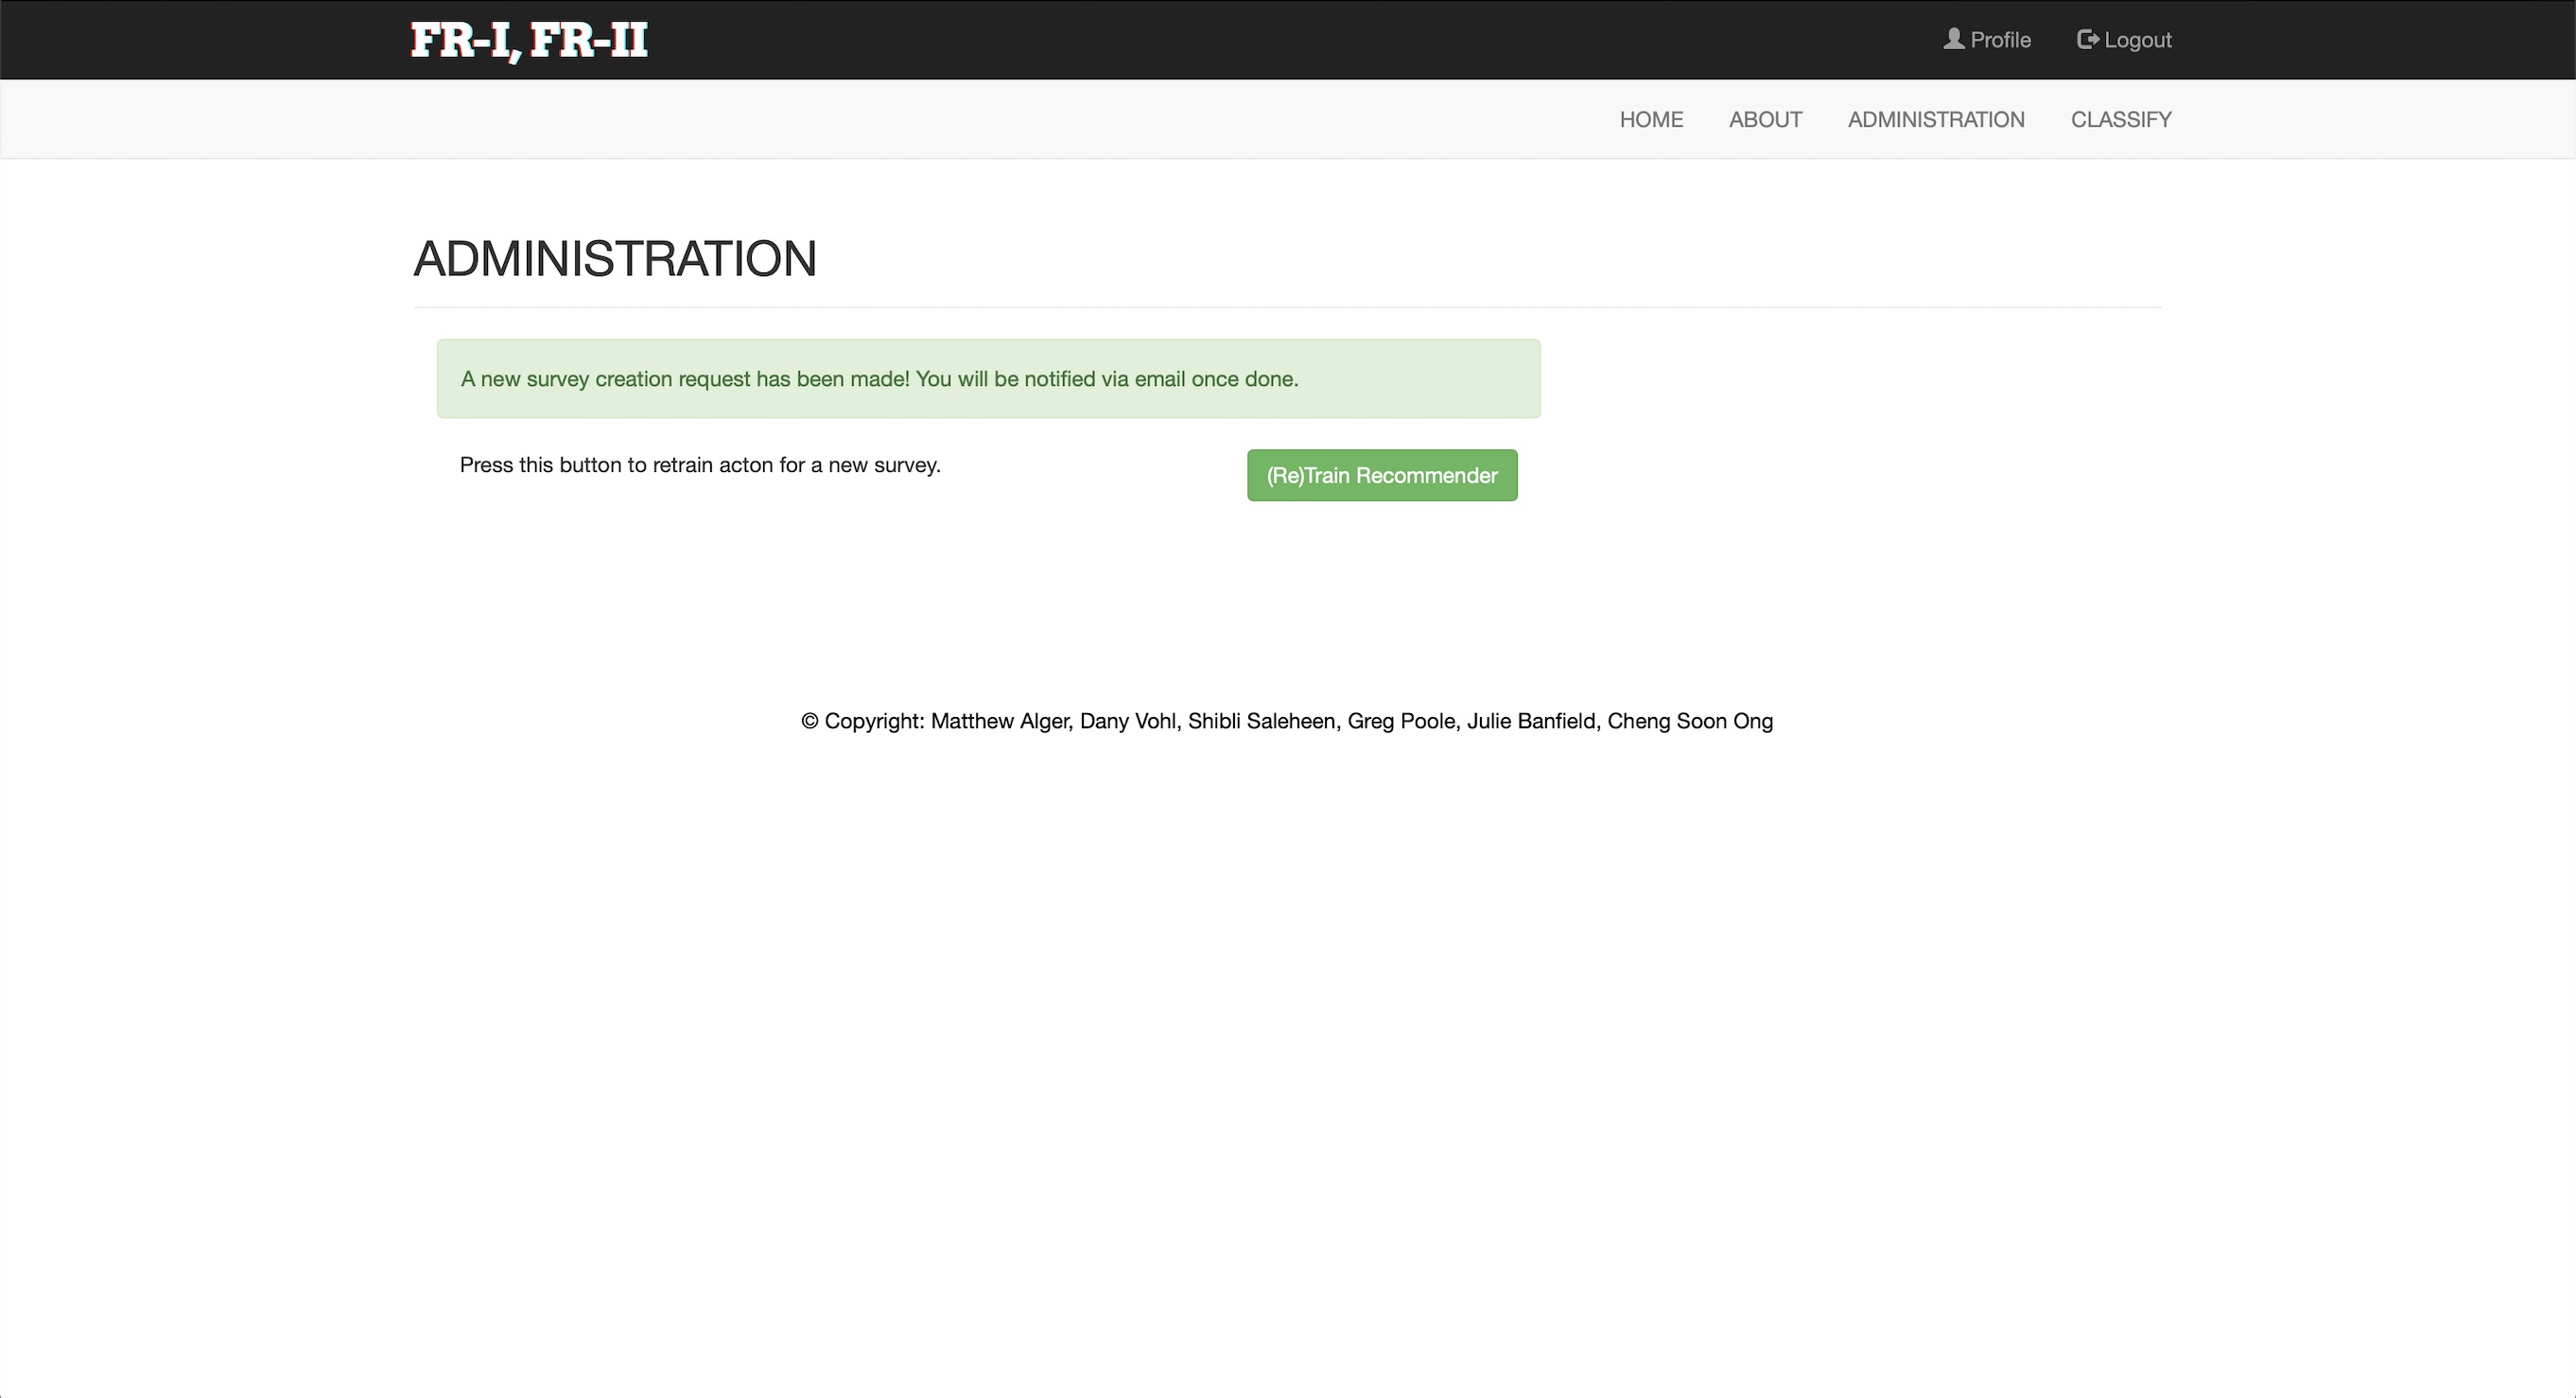 FR-I, FR-II
Profile
Logout
HOME
ABOUT
ADMINISTRATION
CLASSIFY
ADMINISTRATION
A new survey creation request has been made! You will be notified via email once done.
Press this button to retrain acton for a new survey.
(Re)Train Recommender
© Copyright: Matthew Alger, Dany Vohl, Shibli Saleheen, Greg Poole, Julie Banfield, Cheng Soon Ong